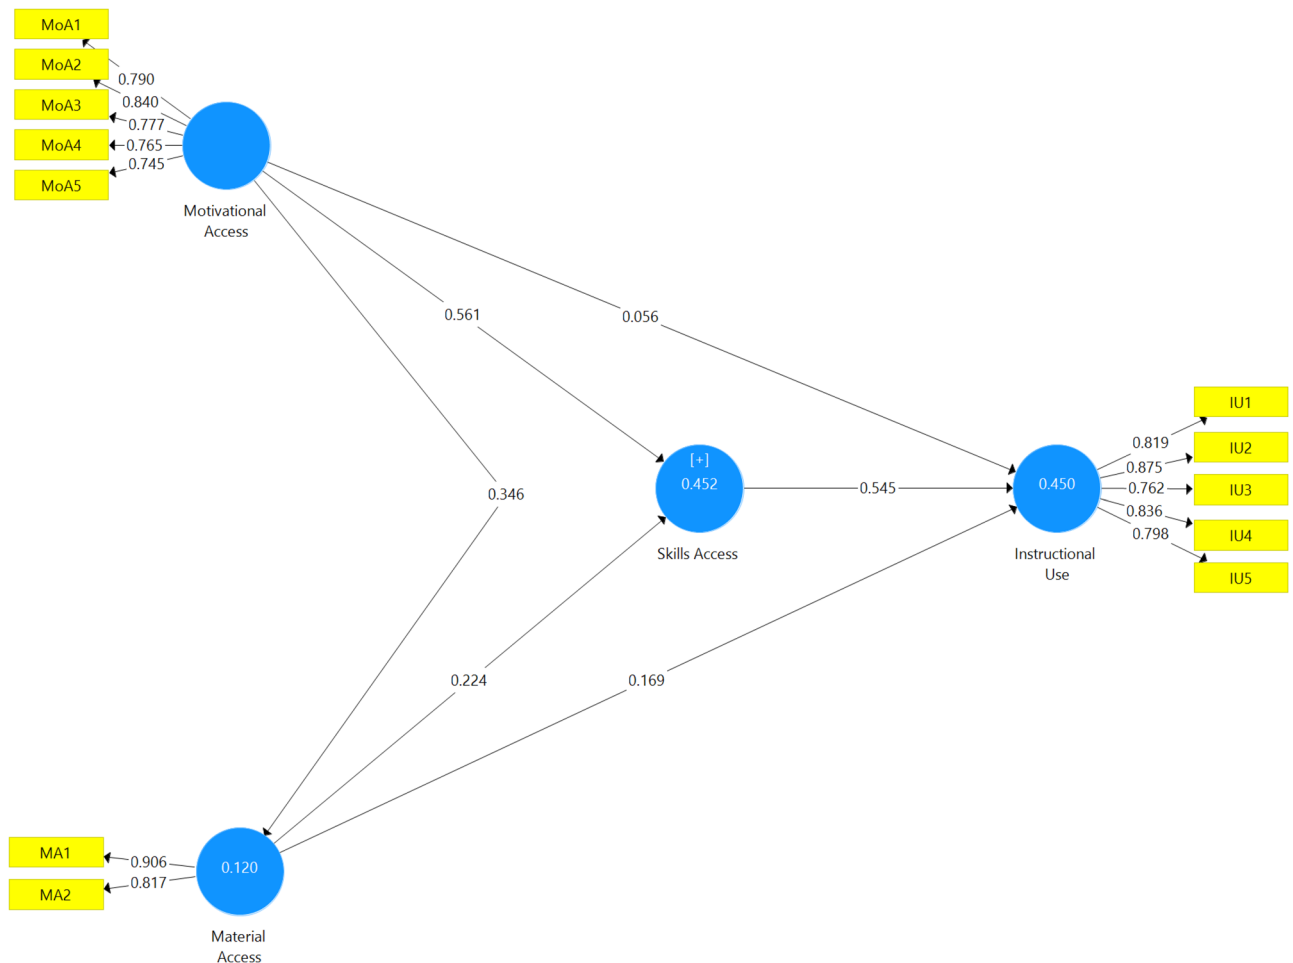 MoA1
MoA2
MoA3
MoA4
MoA5
0.790
0.840
0.777
0.765
0.745
Motivational
Access
0.561
0.056
0.346
[+]
0.452
Skills Access
0.545
0.450
Instructional
Use
0.819
0.875
0.762
0.836
0.798
IU1
IU2
IU3
IU4
IU5
0.224
0.169
MA1
MA2
0.906
0.817
0.120
Material
Access